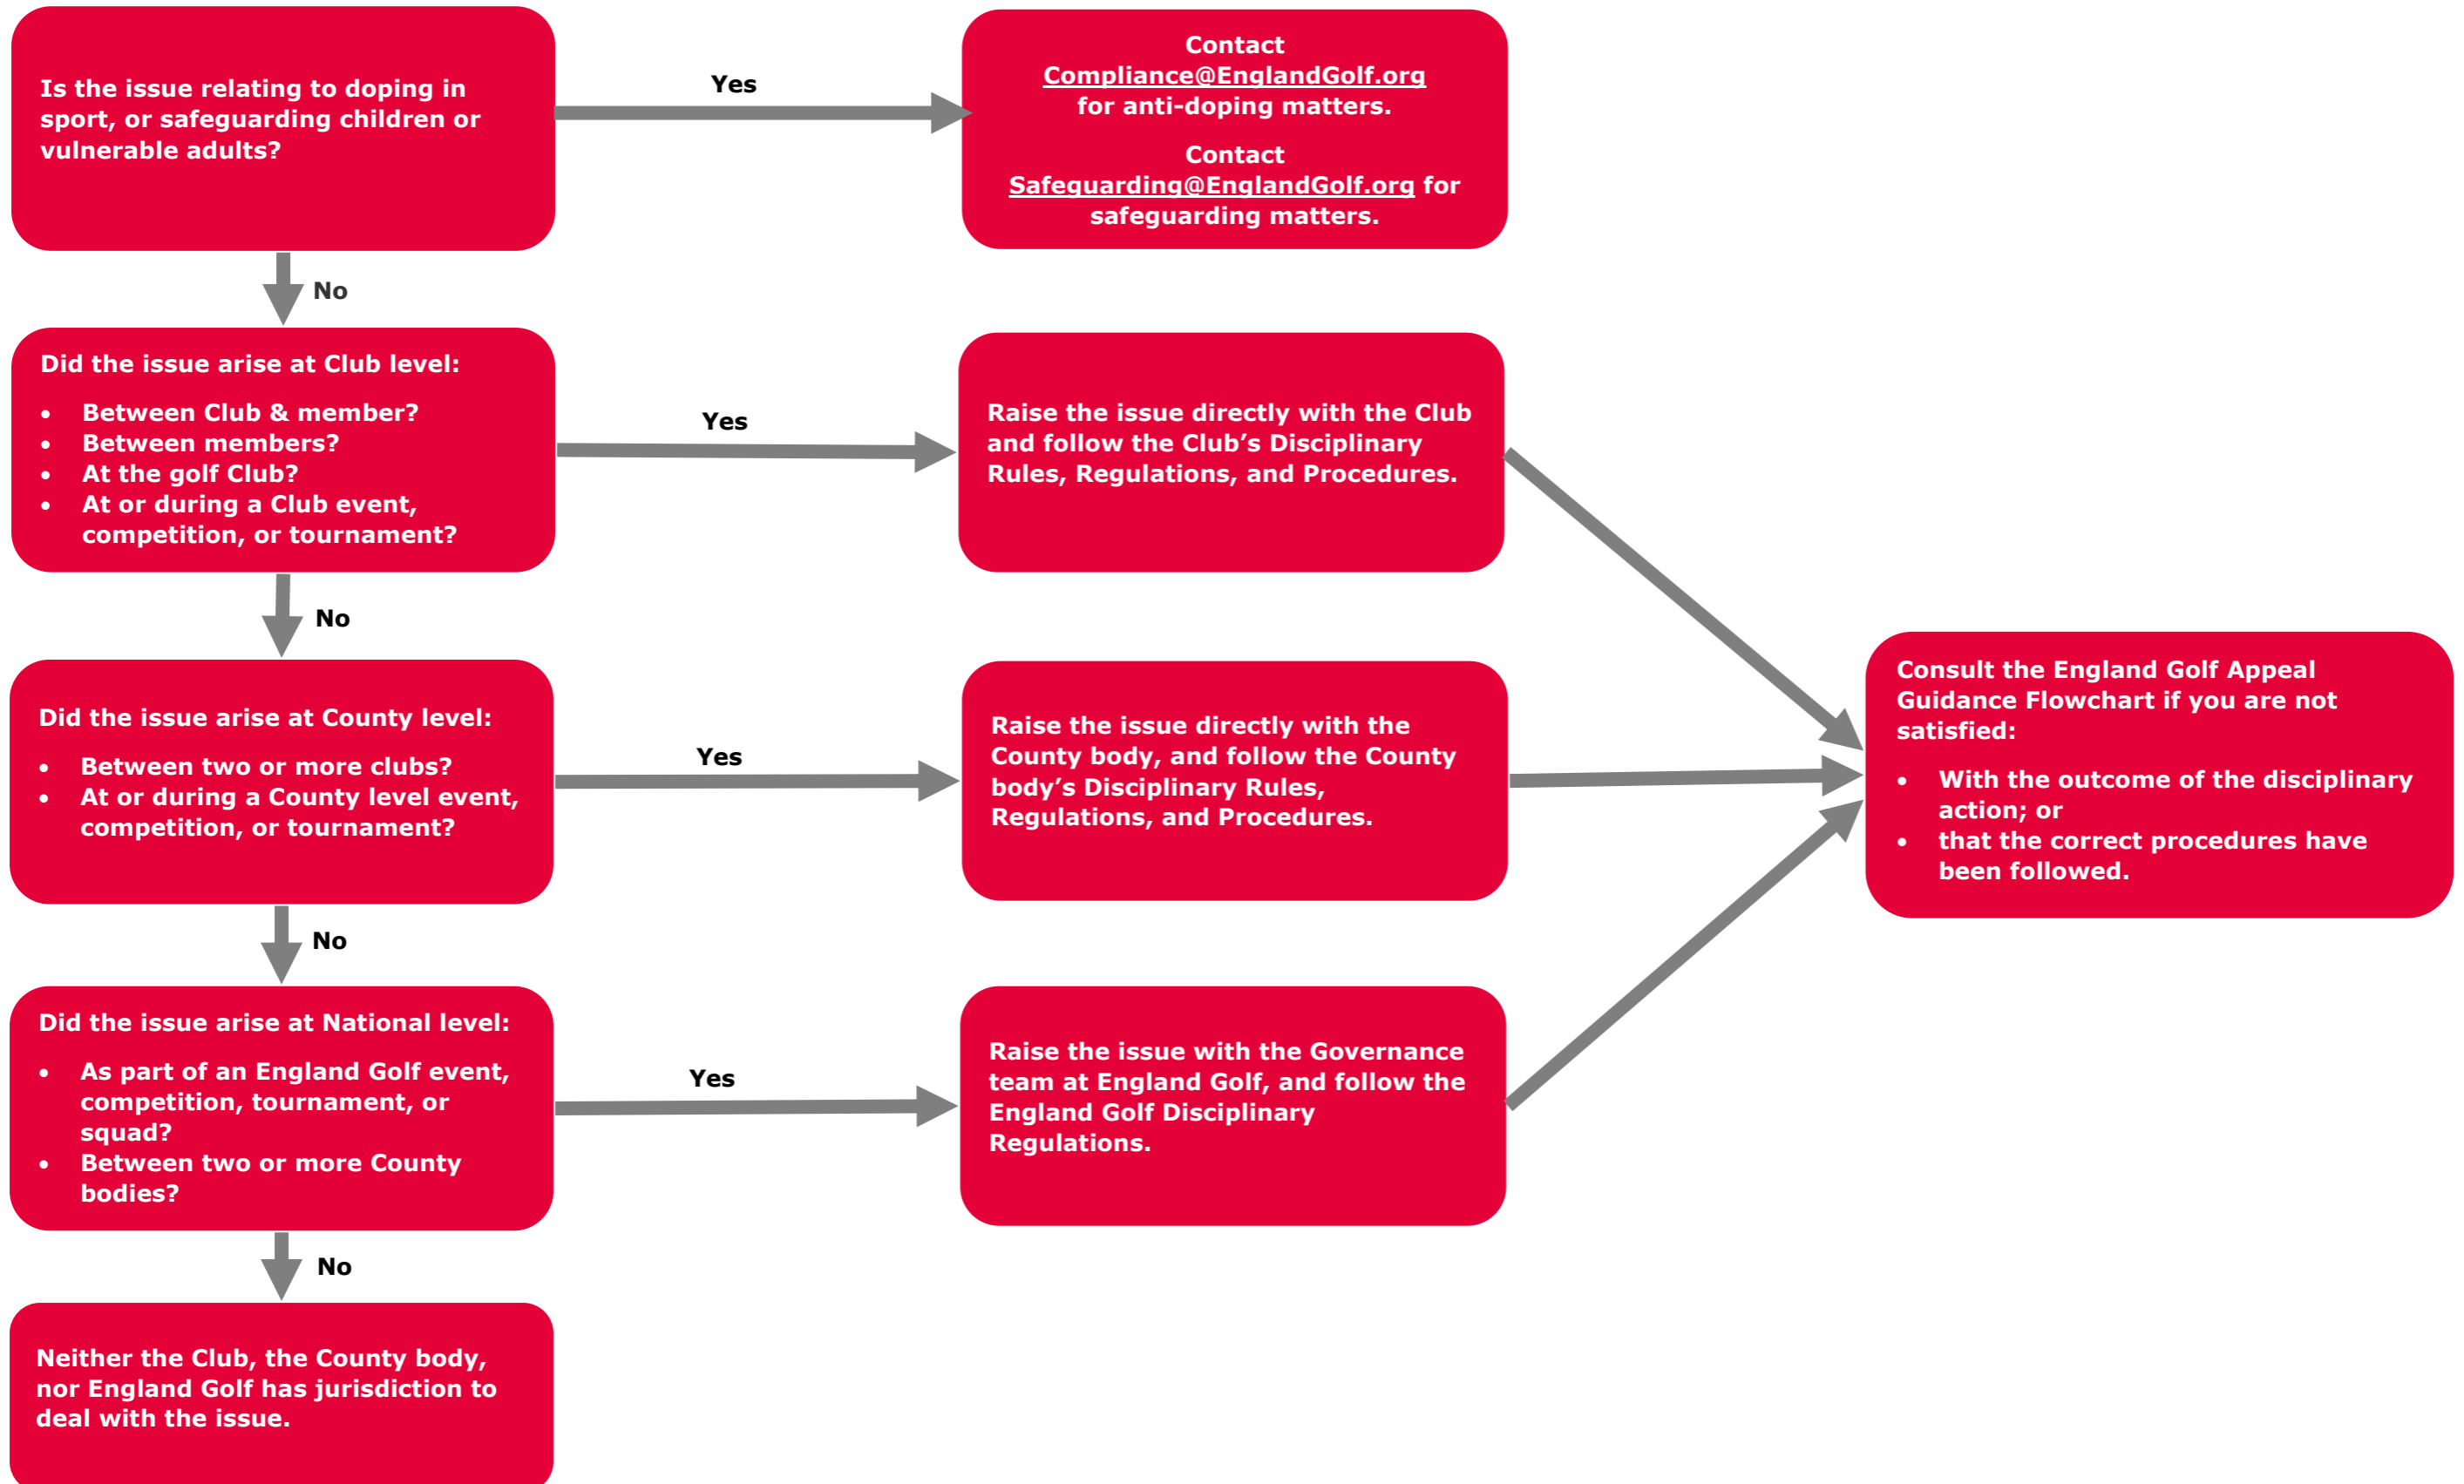 Is the issue relating to doping in
sport, or safeguarding children or
vulnerable adults?
Yes
Contact
Compliance@EnglandGolf.org
for anti-doping matters.
Contact
Safeguarding@EnglandGolf.org for
safeguarding matters.
No
Did the issue arise at Club level:
• Between Club & member?
• Between members?
• At the golf Club?
• At or during a Club event,
competition, or tournament?
Yes
Raise the issue directly with the Club
and follow the Club’s Disciplinary
Rules, Regulations, and Procedures.
No
Did the issue arise at County level:
• Between two or more clubs?
• At or during a County level event,
competition, or tournament?
Yes
Raise the issue directly with the
County body, and follow the County
body’s Disciplinary Rules,
Regulations, and Procedures.
Consult the England Golf Appeal
Guidance Flowchart if you are not
satisfied:
• With the outcome of the disciplinary
action; or
• that the correct procedures have
been followed.
No
Did the issue arise at National level:
• As part of an England Golf event,
competition, tournament, or
squad?
• Between two or more County
bodies?
Yes
Raise the issue with the Governance
team at England Golf, and follow the
England Golf Disciplinary
Regulations.
No
Neither the Club, the County body,
nor England Golf has jurisdiction to
deal with the issue.